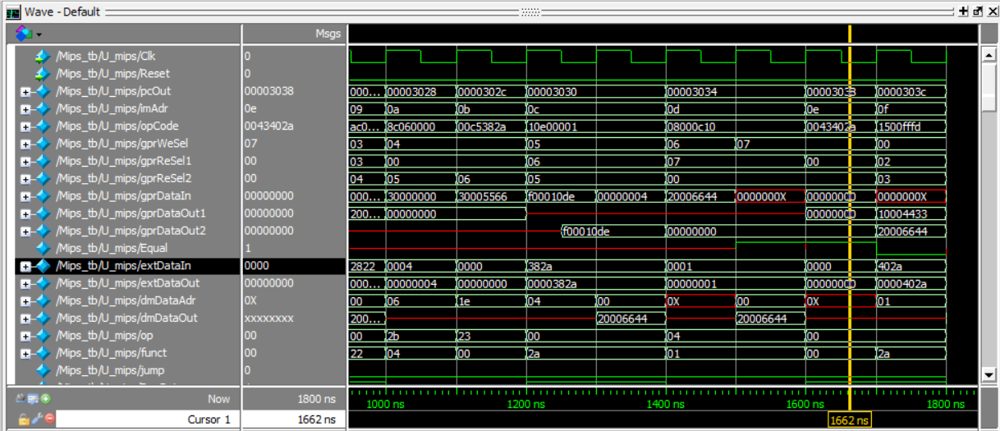 Wave - Default
Msgs
/Mips_tb/U_mips/Clk 0
/Mips_tb/U_mips/Reset 0
/Mips_tb/U_mips/pcOut 00003038 000... 00003028 0000302c 00003030 00003034 00003038 0000303c
/Mips_tb/U_mips/imAdr 0e 09 0a 0b 0c 0d 0e 0f
/Mips_tb/U_mips/opCode 0043402a ac0... 8c060000 00c5382a 10e00001 08000c10 0043402a 1500fffd
/Mips_tb/U_mips/gprWeSel 07 03 04 05 06 07 00
/Mips_tb/U_mips/gprReSel1 00 03 00 06 07 00 02
/Mips_tb/U_mips/gprReSel2 00 04 05 06 05 00 03
/Mips_tb/U_mips/gprDataIn 00000000 000... 30000000 30005566 f00010de 00000004 20006644 0000000X 00000000 0000000X
/Mips_tb/U_mips/gprDataOut1 00000000 200... 00000000 00000000 10004433
/Mips_tb/U_mips/gprDataOut2 00000000 f00010de 00000000 20006644
/Mips_tb/U_mips/Equal 1
/Mips_tb/U_mips/extDataIn 0000 2822 0004 0000 382a 0001 0000 402a
/Mips_tb/U_mips/extDataOut 00000000 000... 00000004 00000000 0000382a 00000001 00000000 0000402a
/Mips_tb/U_mips/dmDataAdr 0X 00 06 1e 04 00 0X 00 0X 01
/Mips_tb/U_mips/dmDataOut xxxxxxxx 200... 20006644 20006644
/Mips_tb/U_mips/op 00 00 2b 23 00 04 00
/Mips_tb/U_mips/funct 00 22 04 00 2a 01 00 2a
/Mips_tb/U_mips/jump 0
Now 1800 ns 1000 ns 1200 ns 1400 ns 1600 ns 1800 ns
Cursor 1 1662 ns 1662 ns